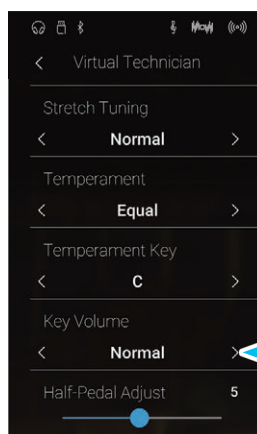 Virtual Technician
Stretch Tuning
< Normal >
Temperament
< Equal >
Temperament Key
< C >
Key Volume
< Normal >
Half-Pedal Adjust 5